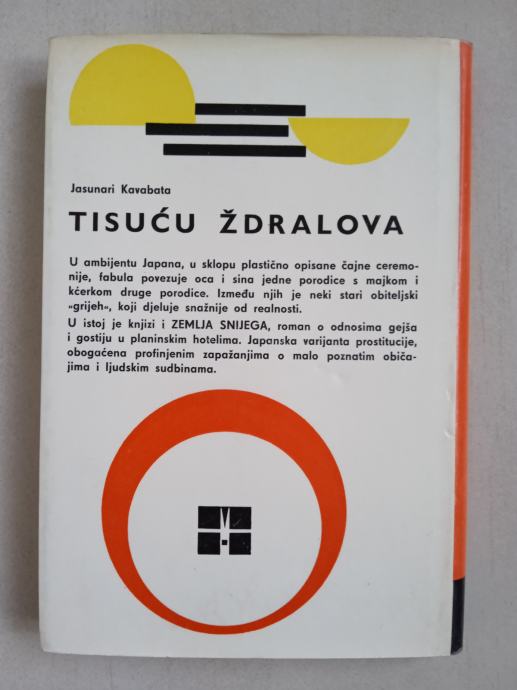 Jasunari Kavabata
TISUĆU ŽDRALOVA
U ambijentu Japana, u sklopu plastično opisane čajne ceremo-
nije, fabula povezuje oca i sina jedne porodice s majkom i
kćerkom druge porodice. Između njih je neki stari obiteljski
„grijeh„, koji djeluje snažnije od realnosti.
U istoj je knjizi i ZEMLJA SNIJEGA, roman o odnosima gejša
i gostiju u planinskim hotelima. Japanska varijanta prostitucije,
obogaćena profinjenim zapažanjima o malo poznatim običa-
jima i ljudskim sudbinama.